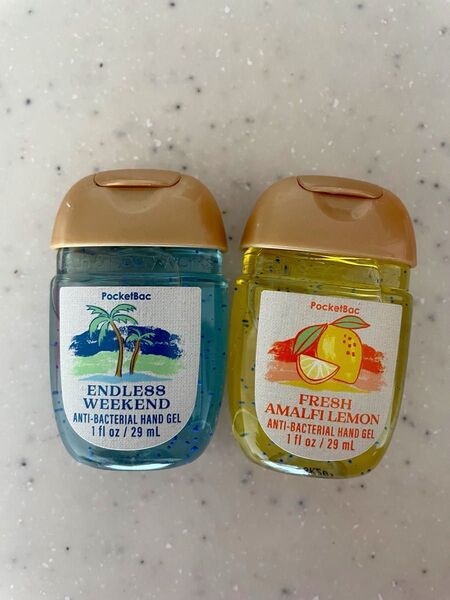 PocketBac
ENDLESS
WEEKEND
ANTI-BACTERIAL HAND GEL
1 fl oz / 29 mL
PocketBac
FRESH
AMALFI LEMON
ANTI-BACTERIAL HAND GEL
1 fl oz / 29 mL